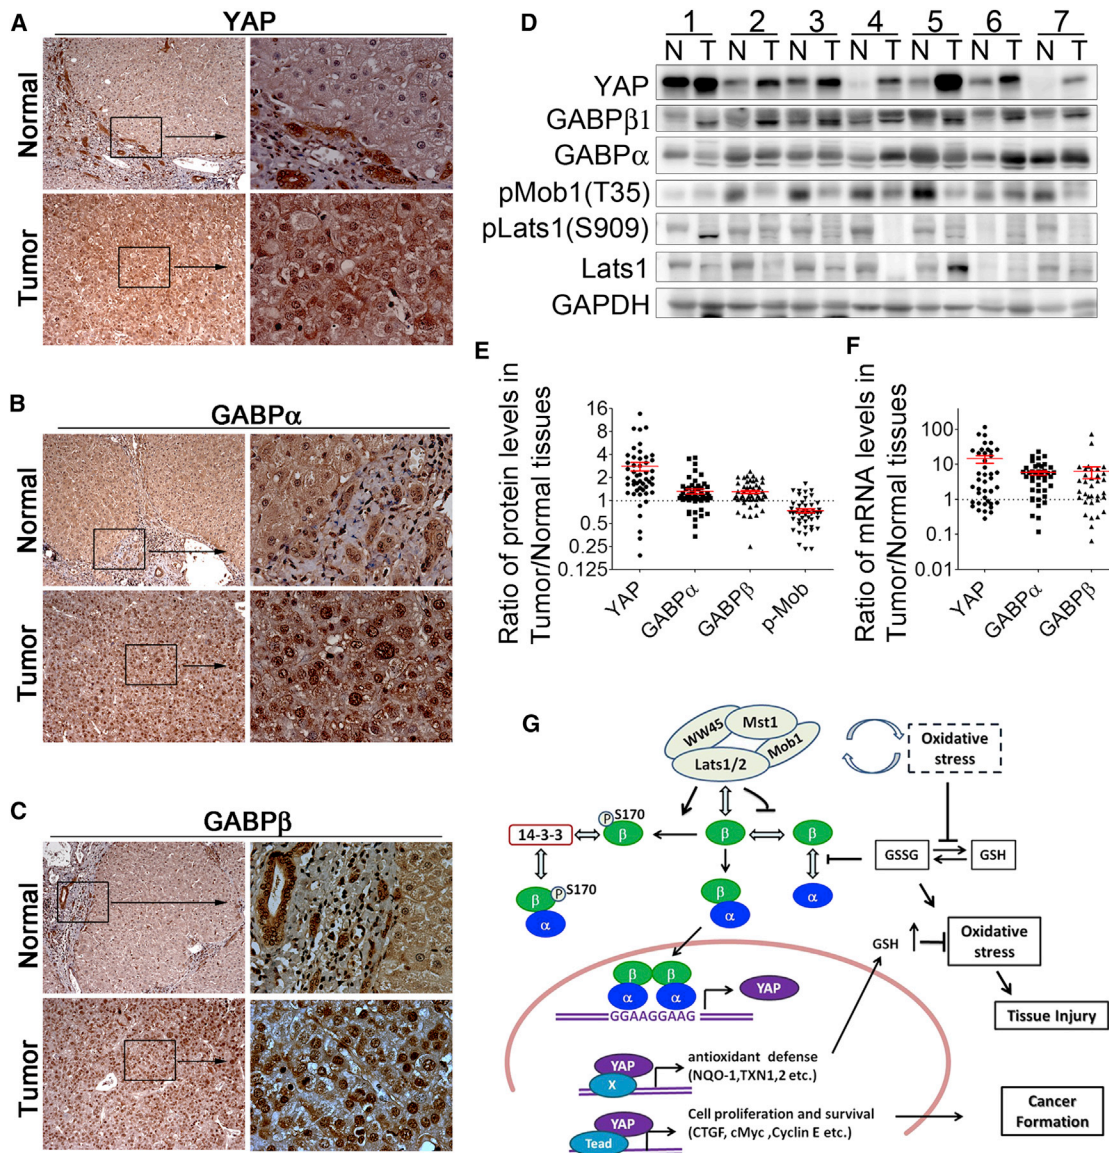 A
YAP
Normal
Tumor
B
GABPα
Normal
Tumor
C
GABPβ
Normal
Tumor
D
1 2 3 4 5 6 7
N T N T N T N T N T N T N T
YAP
GABPβ1
GABPα
pMob1(T35)
pLats1(S909)
Lats1
GAPDH
E
Ratio of protein levels in
Tumor/Normal tissues
16
8
4
2
1
0.5
0.25
0.125
YAP
GABPα
GABPβ
p-Mob
F
Ratio of mRNA levels in
Tumor/Normal tissues
100
10
1
0.1
0.01
YAP
GABPα
GABPβ
G
WW45
Mst1
Mob1
Lats1/2
Oxidative
stress
P S170
14-3-3
β
β
β
GSSG
GSH
β
P S170
α
β
α
α
GSH
Oxidative
stress
β β
α α
YAP
GGAAGGAAG
Tissue Injury
YAP
X
antioxidant defense
(NQO-1,TXN1,2 etc.)
YAP
Tead
Cell proliferation and survival
(CTGF, cMyc ,Cyclin E etc.)
Cancer
Formation